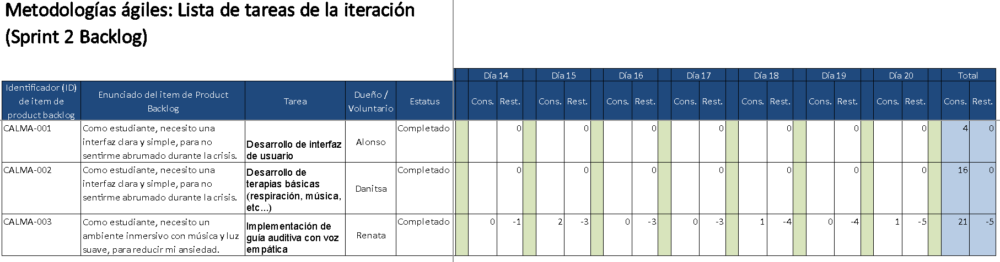 Metodologías ágiles: Lista de tareas de la iteración
(Sprint 2 Backlog)
Día 14 Día 15 Día 16 Día 17 Día 18 Día 19 Día 20 Total
Identificador (ID)
de item de
product backlog
Enunciado del item de Product
Backlog
Tarea
Dueño /
Voluntario
Estatus
Cons. Rest. Cons. Rest. Cons. Rest. Cons. Rest. Cons. Rest. Cons. Rest. Cons. Rest. Cons. Rest.
CALMA-001
Como estudiante, necesito una
interfaz clara y simple, para no
sentirme abrumado durante la crisis.
Desarrollo de interfaz
de usuario
Alonso
Completado
0 0 0 0 0 0 0 4 0
CALMA-002
Como estudiante, necesito una
interfaz clara y simple, para no
sentirme abrumado durante la crisis.
Desarrollo de
terapias básicas
(respiración, música,
etc...)
Danitsa
Completado
0 0 0 0 0 0 0 16 0
CALMA-003
Como estudiante, necesito un
ambiente inmersivo con música y luz
suave, para reducir mi ansiedad.
Implementación de
guía auditiva con voz
empática
Renata
Completado
0 -1 2 -3 0 -3 0 -3 1 -4 0 -4 1 -5 21 -5